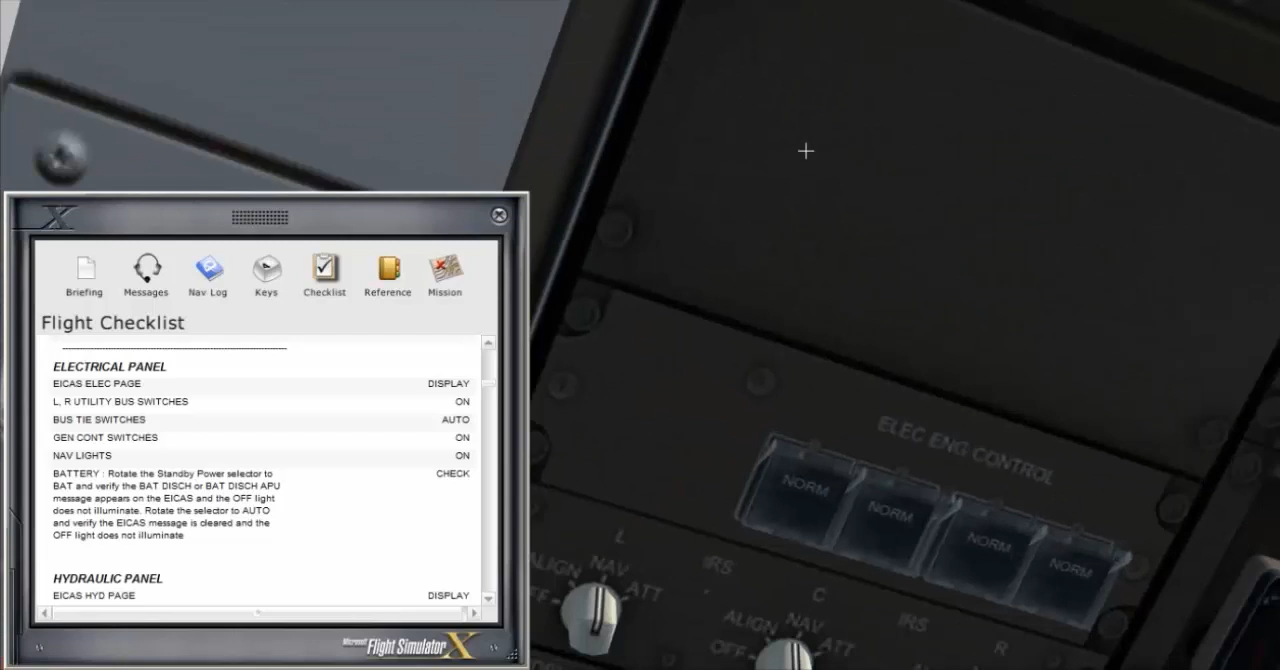 Briefing
Messages
Nav Log
Keys
Checklist
Reference
Mission
Flight Checklist
ELECTRICAL PANEL
EICAS ELEC PAGE DISPLAY
L, R UTILITY BUS SWITCHES ON
BUS TIE SWITCHES AUTO
GEN CONT SWITCHES ON
NAV LIGHTS ON
BATTERY : Rotate the Standby Power selector to CHECK
BAT and verify the BAT DISCH or BAT DISCH APU
message appears on the EICAS and the OFF light
does not illuminate. Rotate the selector to AUTO
and verify the EICAS message is cleared and the
OFF light does not illuminate
HYDRAULIC PANEL
EICAS HYD PAGE DISPLAY
Microsoft Flight Simulator X
ELEC ENG CONTROL
NORM
NORM
NORM
NORM
L
IRS
C
IRS
R
ALIGN
NAV
ATT
ALIGN
NAV
ATT
OFF